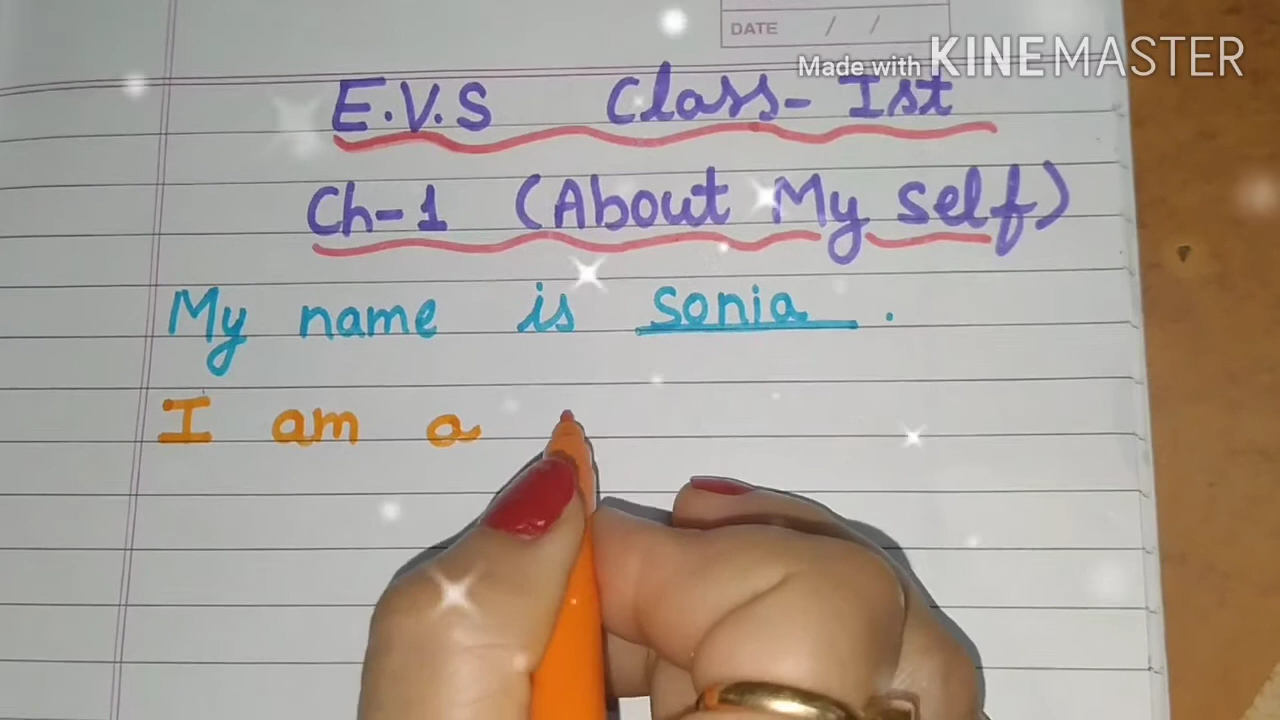 DATE / /
Made with KINEMASTER
E.V.S Class- Ist
Ch-1 (About My self)
My name is sonia .
I am a